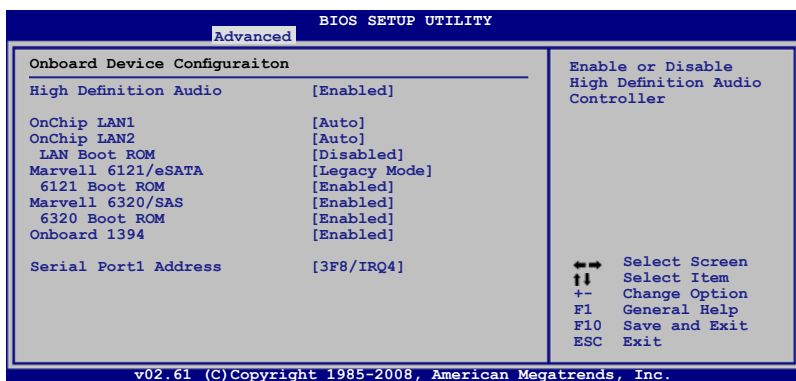 BIOS SETUP UTILITY
Advanced
Onboard Device Configuraiton
High Definition Audio [Enabled]
OnChip LAN1 [Auto]
OnChip LAN2 [Auto]
LAN Boot ROM [Disabled]
Marvell 6121/eSATA [Legacy Mode]
6121 Boot ROM [Enabled]
Marvell 6320/SAS [Enabled]
6320 Boot ROM [Enabled]
Onboard 1394 [Enabled]
Serial Port1 Address [3F8/IRQ4]
Enable or Disable
High Definition Audio
Controller
←→ Select Screen
↑↓ Select Item
+- Change Option
F1 General Help
F10 Save and Exit
ESC Exit
v02.61 (C)Copyright 1985-2008, American Megatrends, Inc.